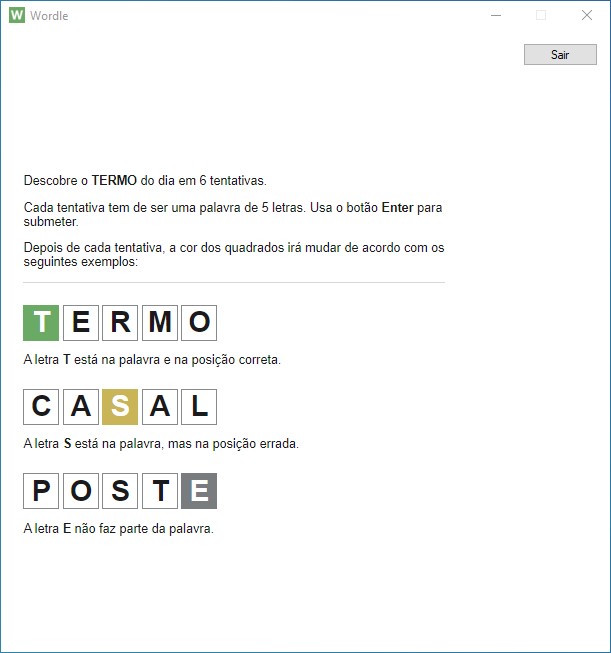 W Wordle
Sair
Descobre o TERMO do dia em 6 tentativas.
Cada tentativa tem de ser uma palavra de 5 letras. Usa o botão Enter para
submeter.
Depois de cada tentativa, a cor dos quadrados irá mudar de acordo com os
seguintes exemplos:
T E R M O
A letra T está na palavra e na posição correta.
C A S A L
A letra S está na palavra, mas na posição errada.
P O S T E
A letra E não faz parte da palavra.